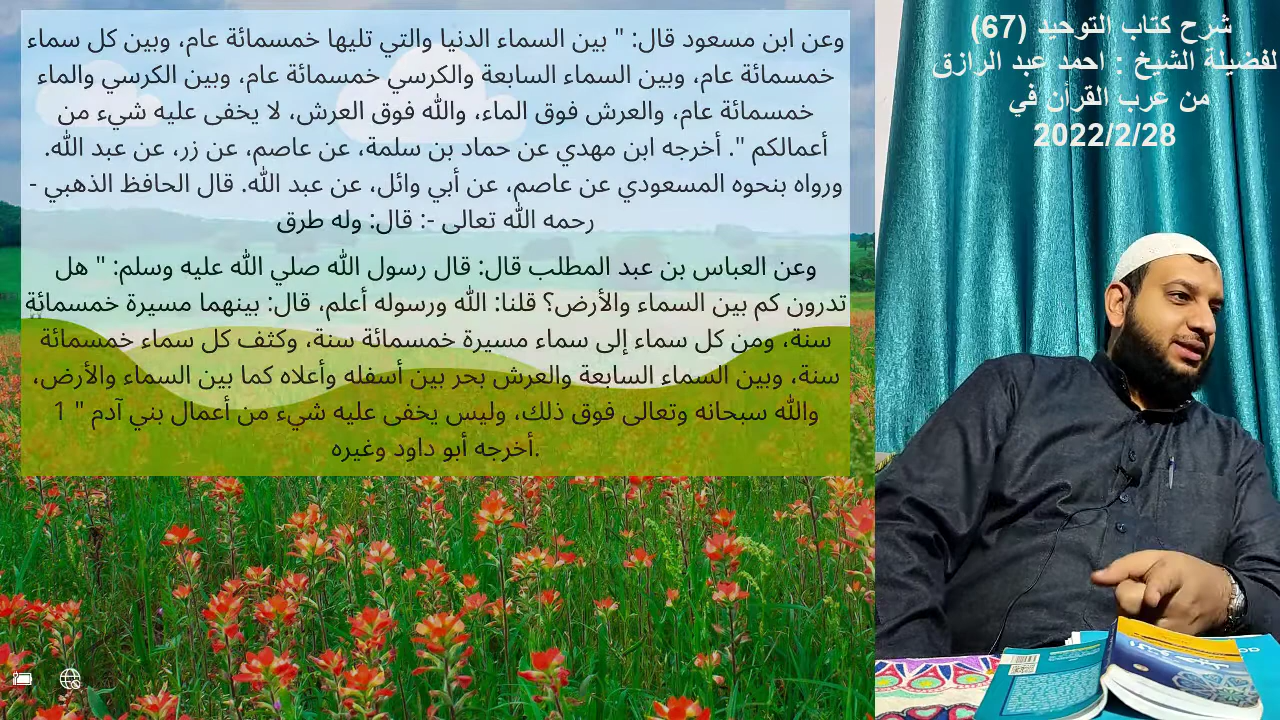 شرح كتاب التوحيد (67)
لفضيلة الشيخ : احمد عبد الرازق
من عرب القرآن في
2022/2/28
وعن ابن مسعود قال: " بين السماء الدنيا والتي تليها خمسمائة عام، وبين كل سماء
خمسمائة عام، وبين السماء السابعة والكرسي خمسمائة عام، وبين الكرسي والماء
خمسمائة عام، والعرش فوق الماء، والله فوق العرش، لا يخفى عليه شيء من
أعمالكم ". أخرجه ابن مهدي عن حماد بن سلمة، عن عاصم، عن زر، عن عبد الله.
ورواه بنحوه المسعودي عن عاصم، عن أبي وائل، عن عبد الله. قال الحافظ الذهبي -
رحمه الله تعالى -: قال: وله طرق
وعن العباس بن عبد المطلب قال: قال رسول الله صلي الله عليه وسلم: " هل
تدرون كم بين السماء والأرض؟ قلنا: الله ورسوله أعلم، قال: بينهما مسيرة خمسمائة
سنة، ومن كل سماء إلى سماء مسيرة خمسمائة سنة، وكثف كل سماء خمسمائة
سنة، وبين السماء السابعة والعرش بحر بين أسفله وأعلاه كما بين السماء والأرض،
والله سبحانه وتعالى فوق ذلك، وليس يخفى عليه شيء من أعمال بني آدم " 1
.أخرجه أبو داود وغيره